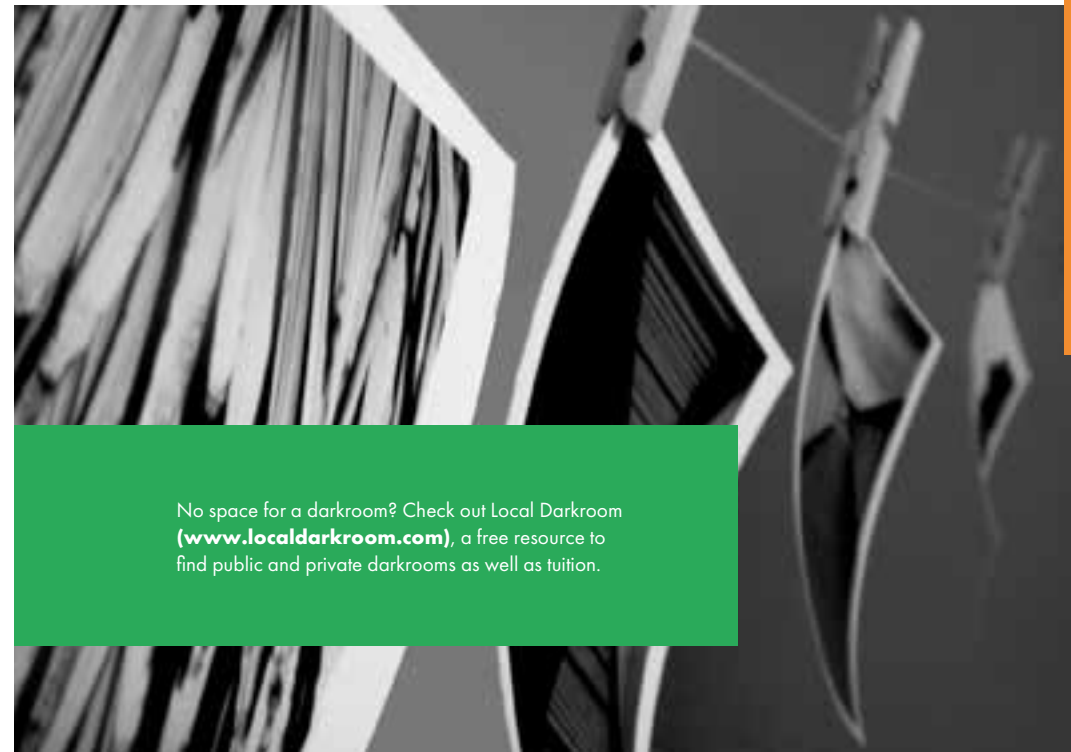 No space for a darkroom? Check out Local Darkroom
(www.localdarkroom.com), a free resource to
find public and private darkrooms as well as tuition.